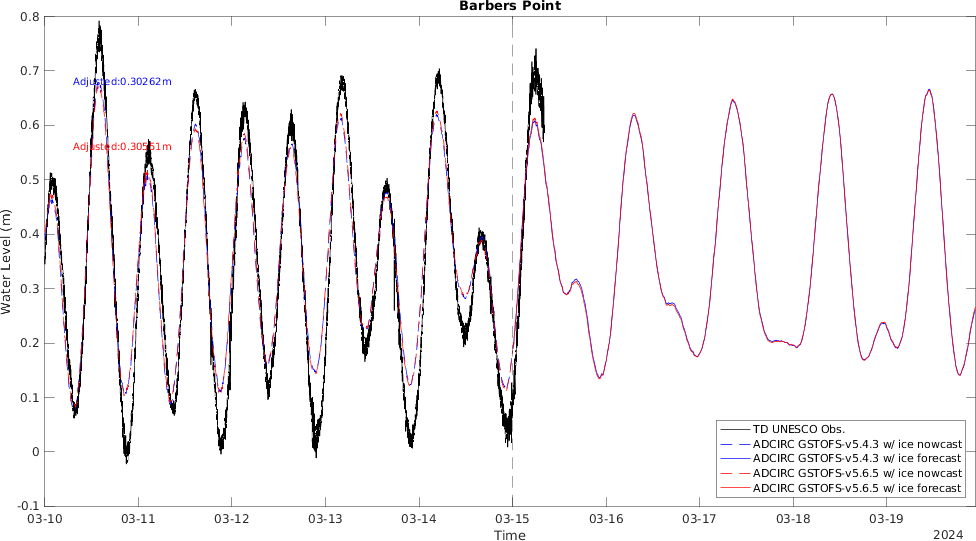 Barbers Point
0.8
0.7
0.6
0.5
0.4
0.3
0.2
0.1
0
-0.1
Water Level (m)
Adjusted:0.30262m
Adjusted:0.30551m
TD UNESCO Obs.
ADCIRC GSTOFS-v5.4.3 w/ ice nowcast
ADCIRC GSTOFS-v5.4.3 w/ ice forecast
ADCIRC GSTOFS-v5.6.5 w/ ice nowcast
ADCIRC GSTOFS-v5.6.5 w/ ice forecast
03-10 03-11 03-12 03-13 03-14 03-15 03-16 03-17 03-18 03-19
Time
2024